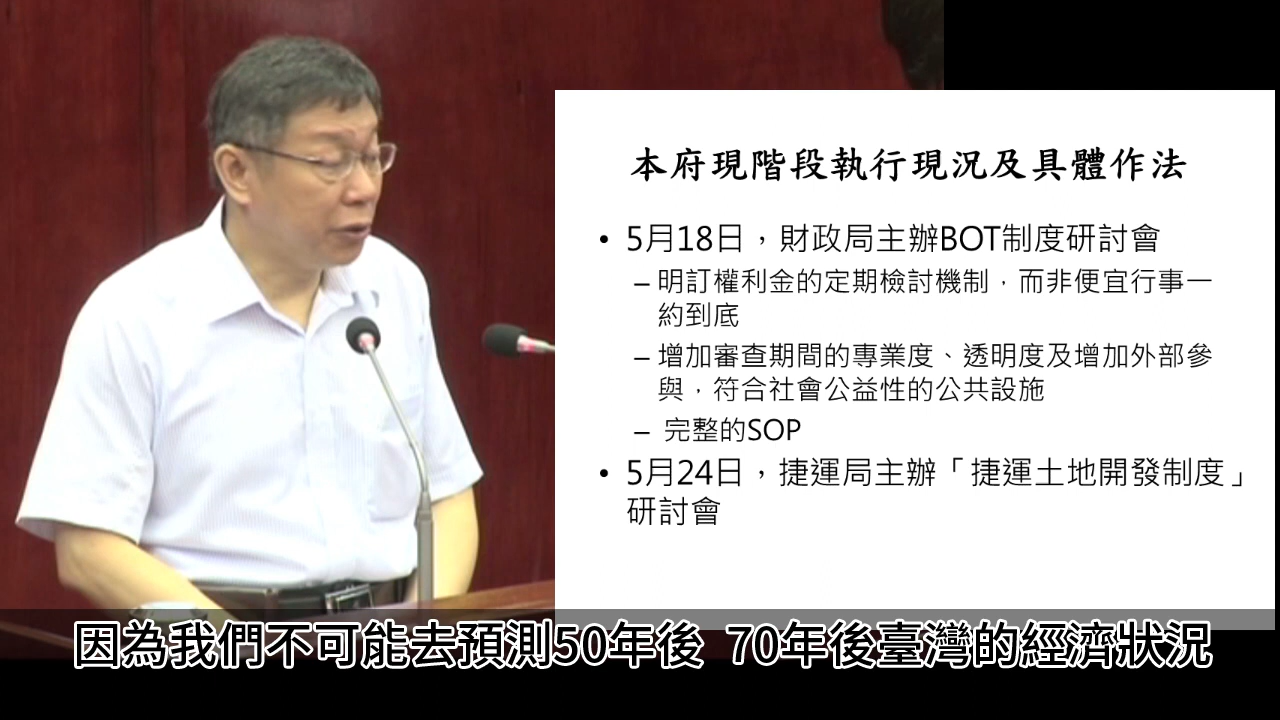 本府現階段執行現況及具體作法
• 5月18日，財政局主辦BOT制度研討會
– 明訂權利金的定期檢討機制，而非便宜行事一
約到底
– 增加審查期間的專業度、透明度及增加外部參
與，符合社會公益性的公共設施
– 完整的SOP
• 5月24日，捷運局主辦「捷運土地開發制度」
研討會
因為我們不可能去預測50年後 70年後臺灣的經濟狀況